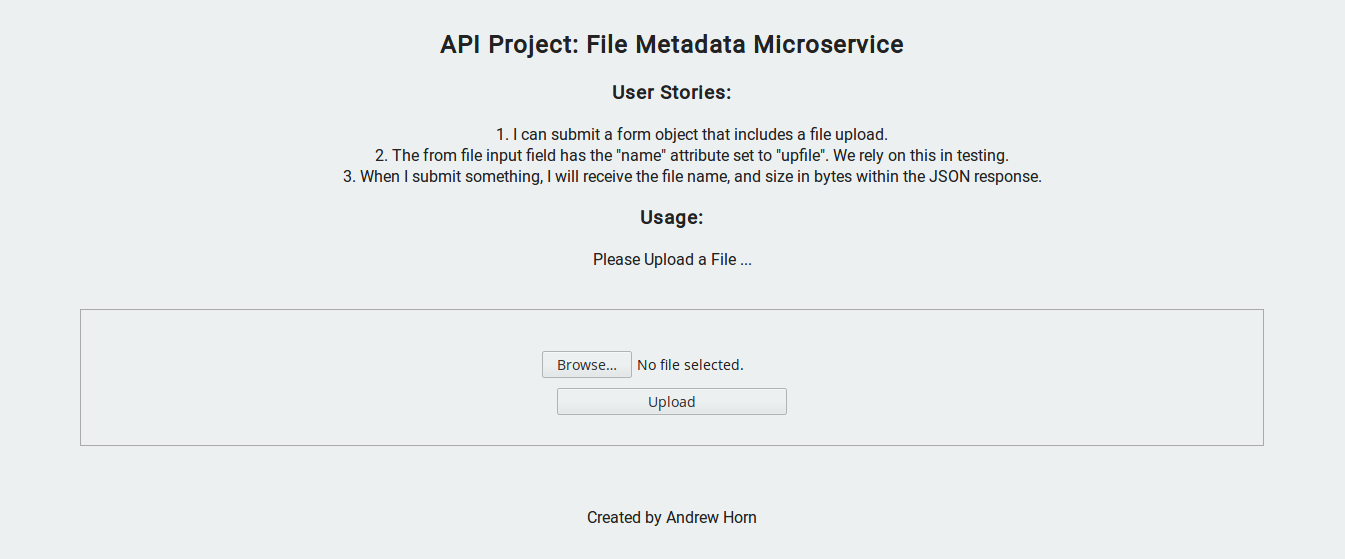 API Project: File Metadata Microservice
User Stories:
1. I can submit a form object that includes a file upload.
2. The from file input field has the "name" attribute set to "upfile". We rely on this in testing.
3. When I submit something, I will receive the file name, and size in bytes within the JSON response.
Usage:
Please Upload a File ...
Browse... No file selected.
Upload
Created by Andrew Horn